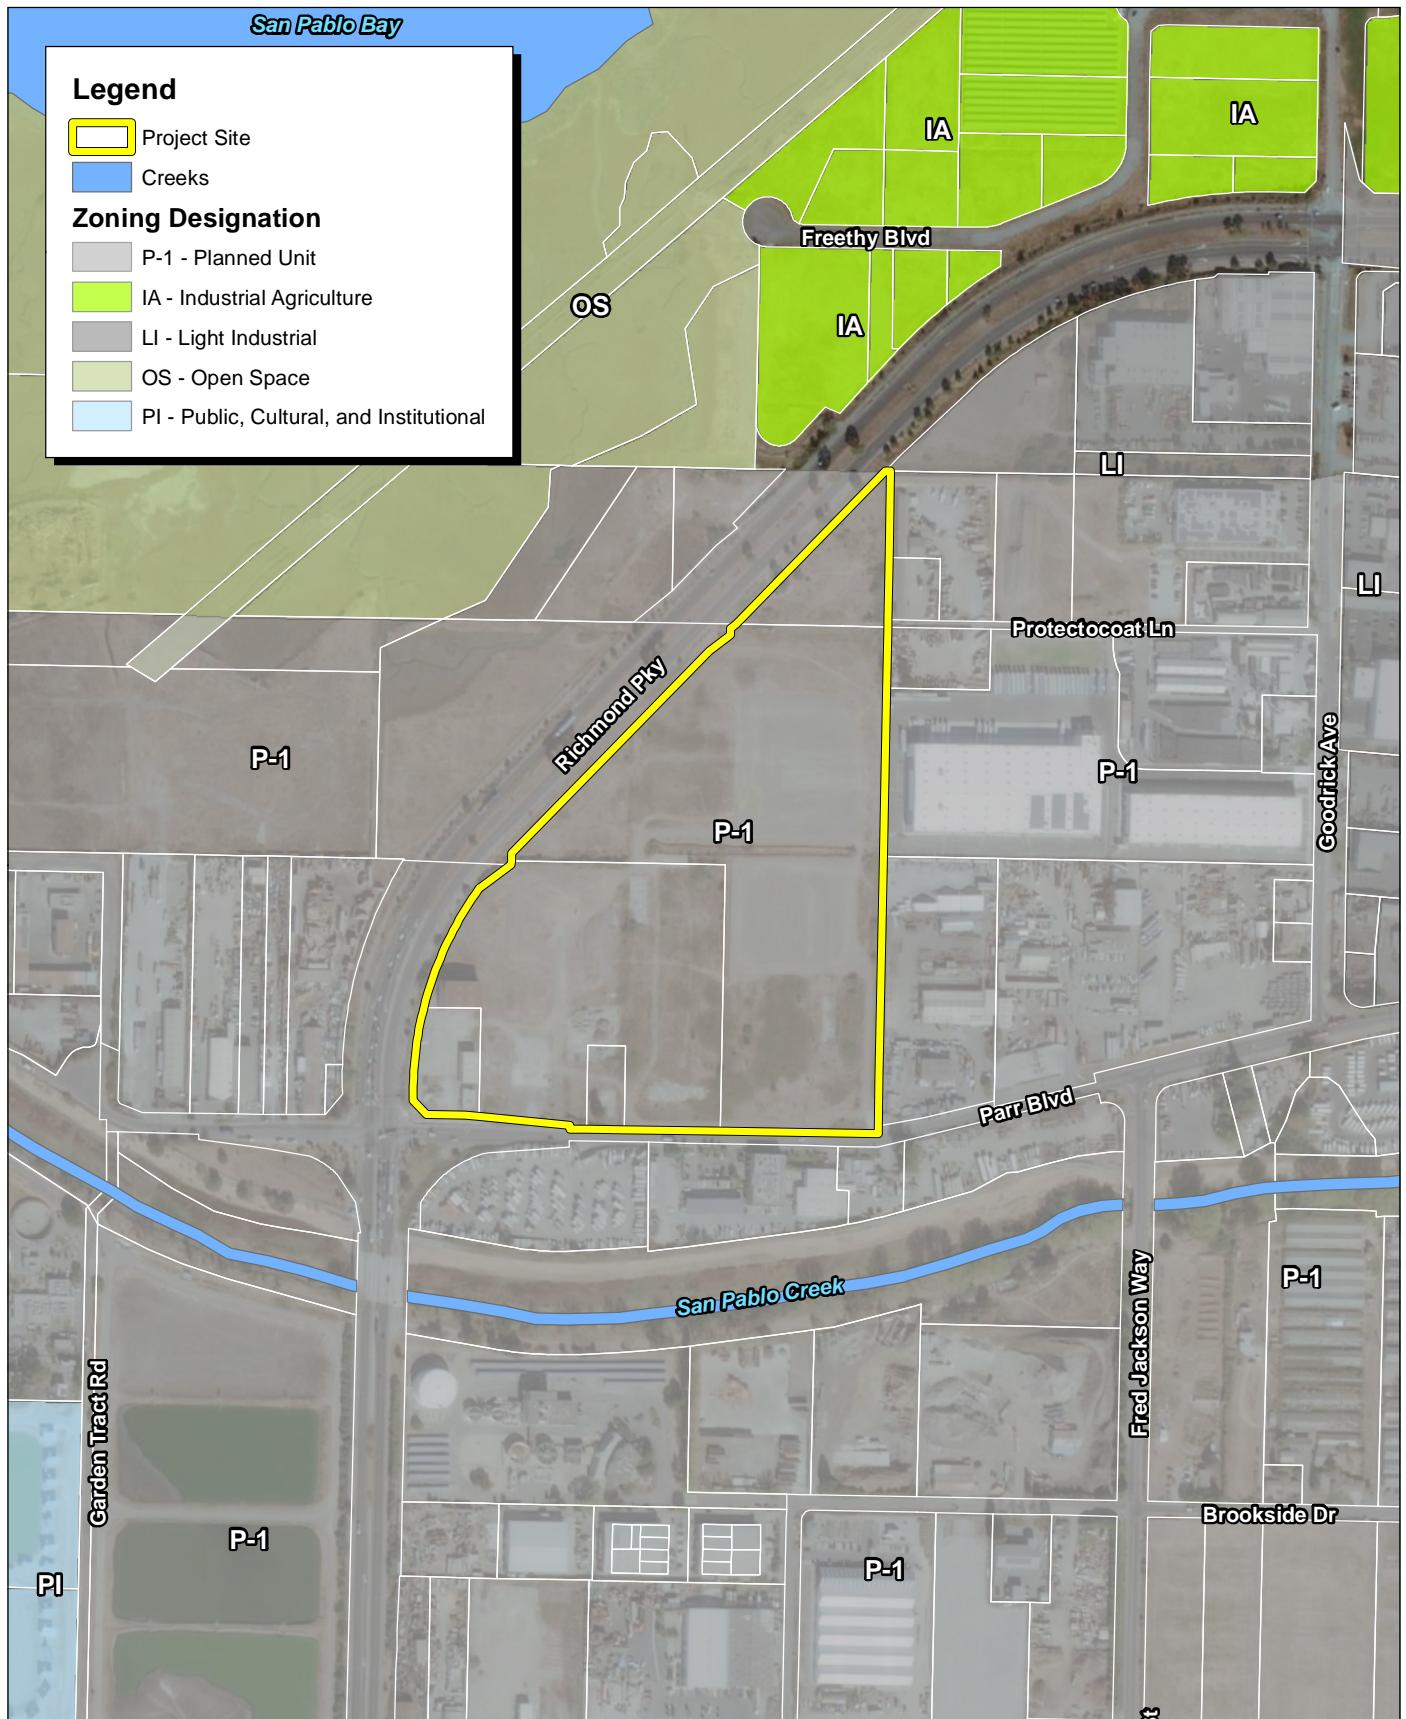 San Pablo Bay
Legend
Project Site
Creeks
Zoning Designation
P-1 - Planned Unit
IA - Industrial Agriculture
LI - Light Industrial
OS - Open Space
PI - Public, Cultural, and Institutional
IA
IA
Freethy Blvd
OS
IA
LI
LI
Protectocoat Ln
Richmond Pky
P-1
P-1
P-1
Goodrick Ave
Parr Blvd
San Pablo Creek
P-1
Fred Jackson Way
Garden Tract Rd
Brookside Dr
P-1
P-1
PI